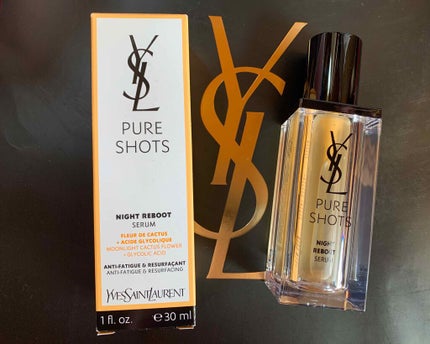 YSL
PURE
SHOTS
NIGHT REBOOT
SERUM
FLEUR DE CACTUS
+ ACIDE GLYCOLIQUE
MOONLIGHT CACTUS FLOWER
+ GLYCOLIC ACID
ANTI-FATIGUE & RESURFAÇANT
ANTI-FATIGUE & RESURFACING
YVESSAINTLAURENT
1 fl. oz. e 30 ml
YSL
YSL
PURE
SHOTS
NIGHT
REBOOT
SERUM